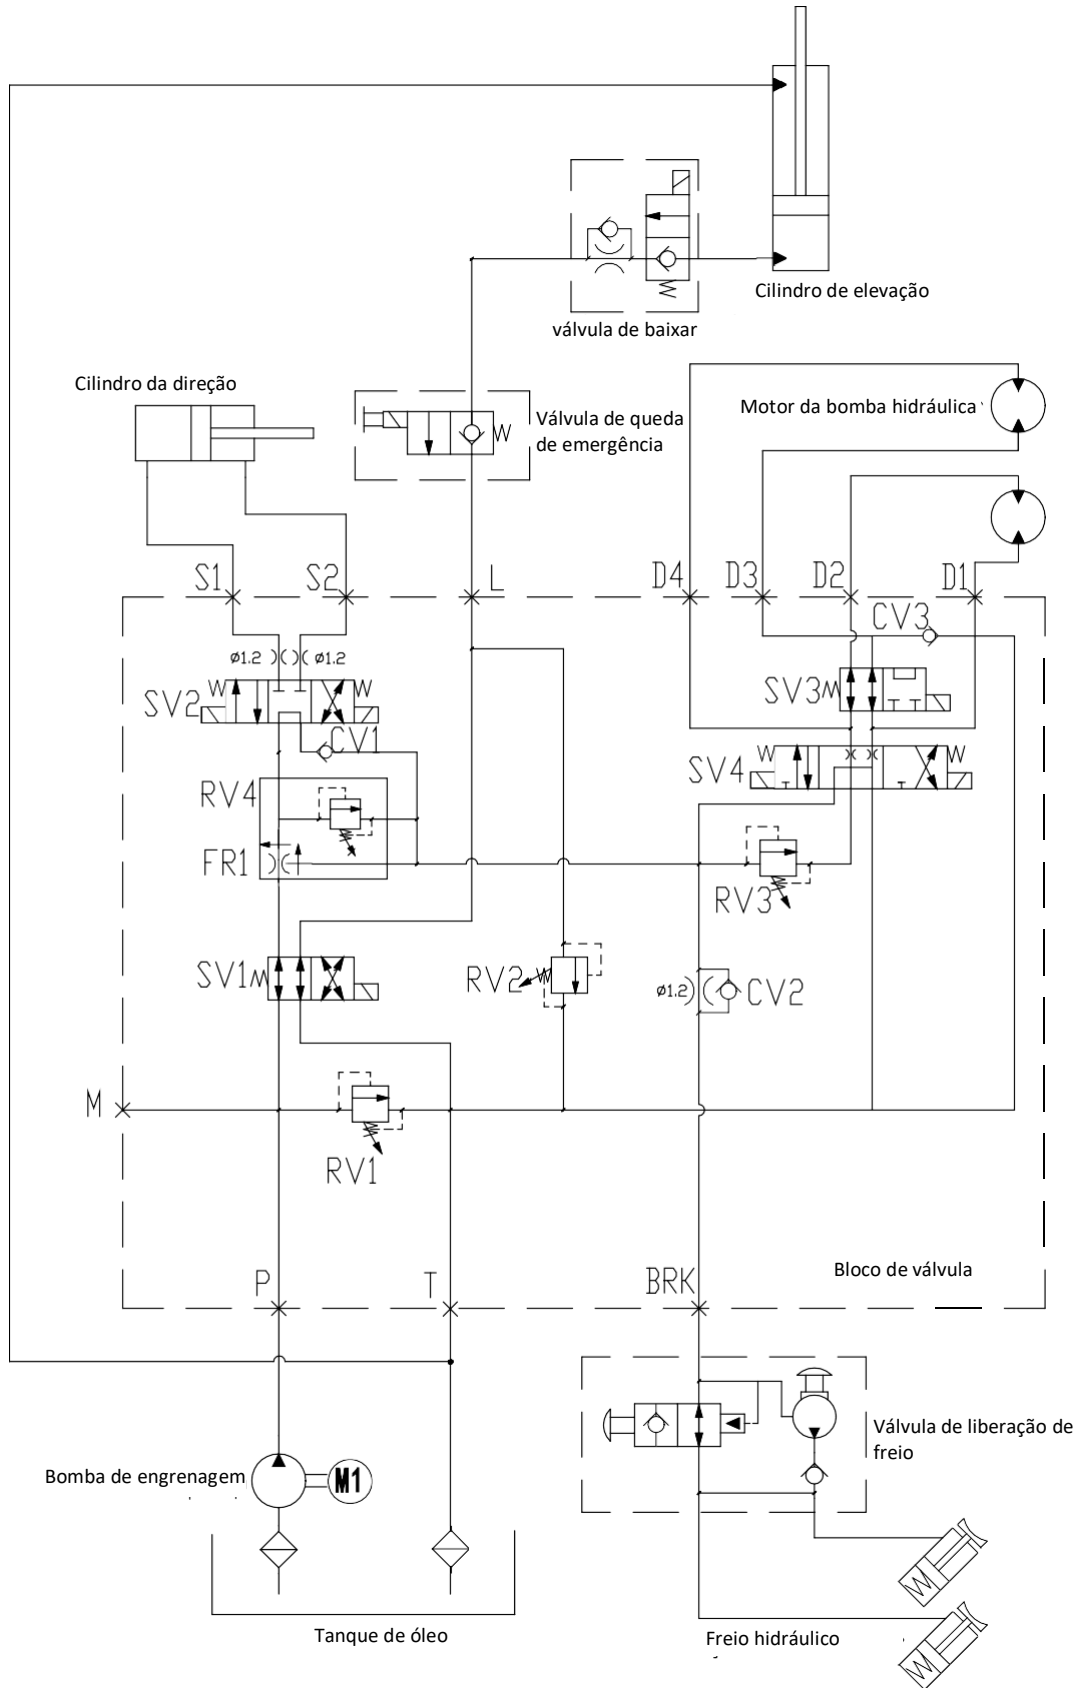 Cilindro de elevação
válvula de baixar
Cilindro da direção
Válvula de queda
de emergência
Motor da bomba hidráulica
S1
S2
L
D4
D3
D2
D1
CV3
ø1.2
ø1.2
SV2
SV3
CV1
SV4
RV4
FR1
RV3
SV1
RV2
ø1.2
CV2
M
RV1
Bloco de válvula
P
T
BRK
Válvula de liberação de
freio
Bomba de engrenagem
M1
Tanque de óleo
Freio hidráulico